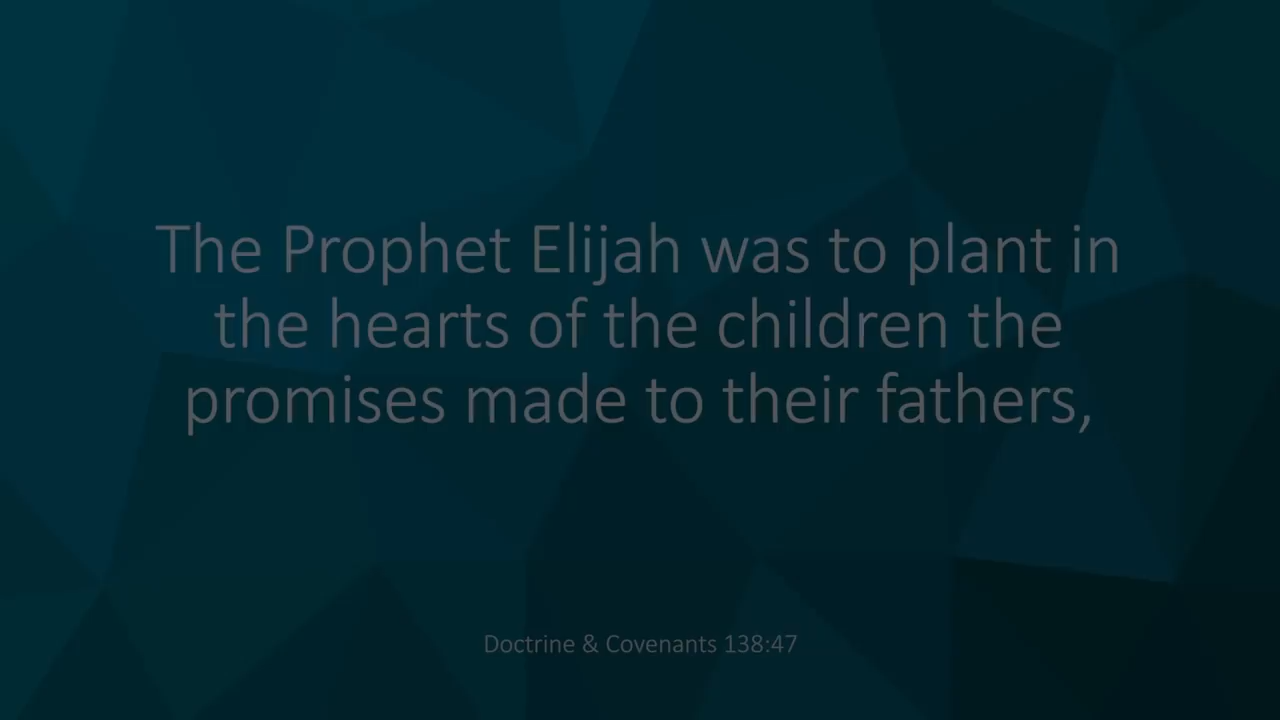 The Prophet Elijah was to plant in
the hearts of the children the
promises made to their fathers,
Doctrine & Covenants 138:47